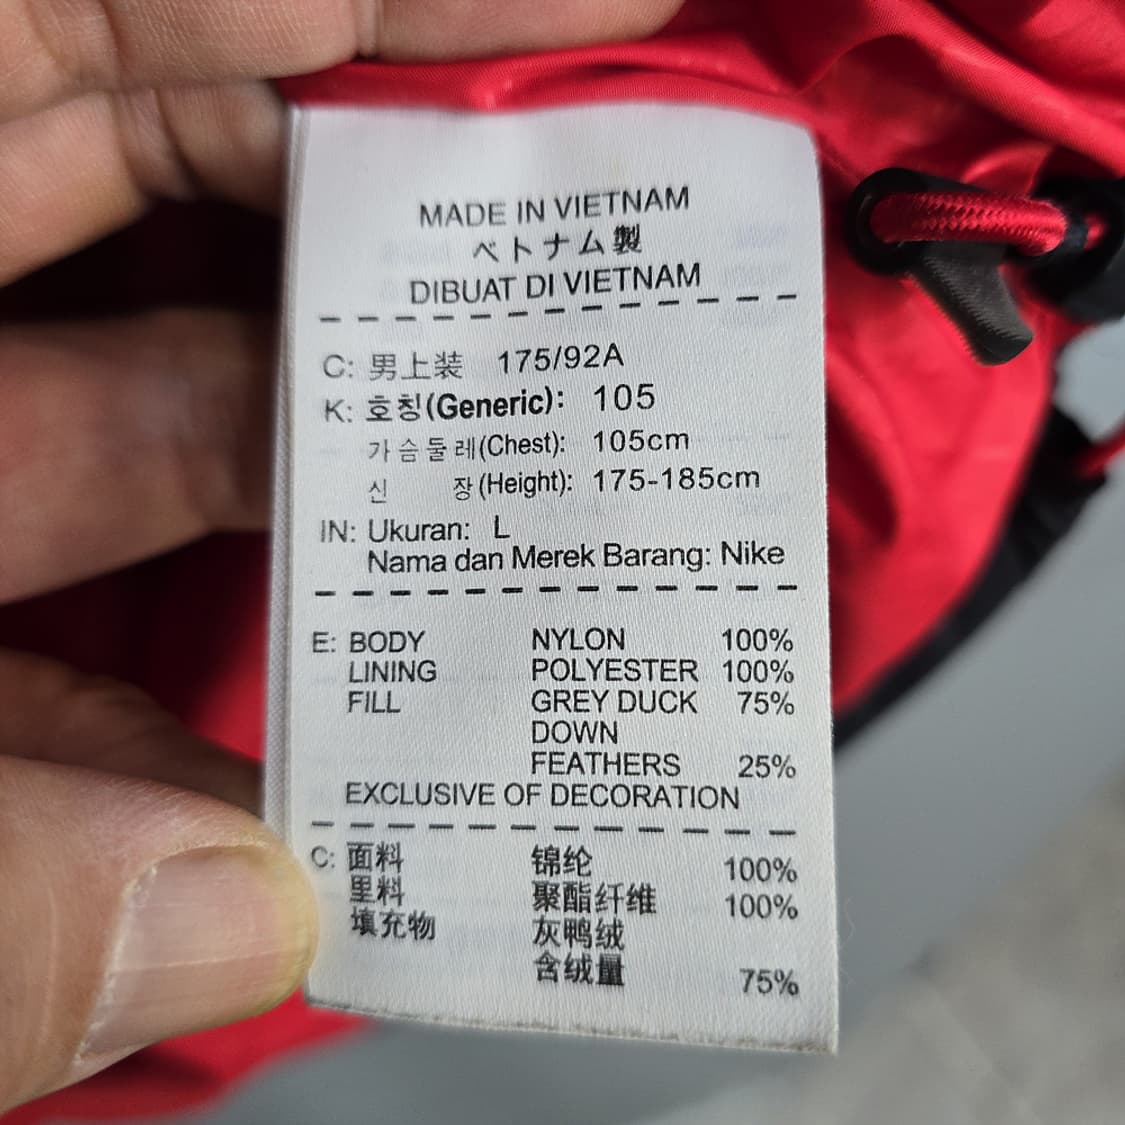 MADE IN VIETNAM
ベトナム製
DIBUAT DI VIETNAM
C: 男上装 175/92A
K: 호칭(Generic): 105
가슴둘레(Chest): 105cm
신 장(Height): 175-185cm
IN: Ukuran: L
Nama dan Merek Barang: Nike
E: BODY NYLON 100%
LINING POLYESTER 100%
FILL GREY DUCK 75%
DOWN
FEATHERS 25%
EXCLUSIVE OF DECORATION
C: 面料 锦纶 100%
里料 聚酯纤维 100%
填充物 灰鸭绒
含绒量 75%